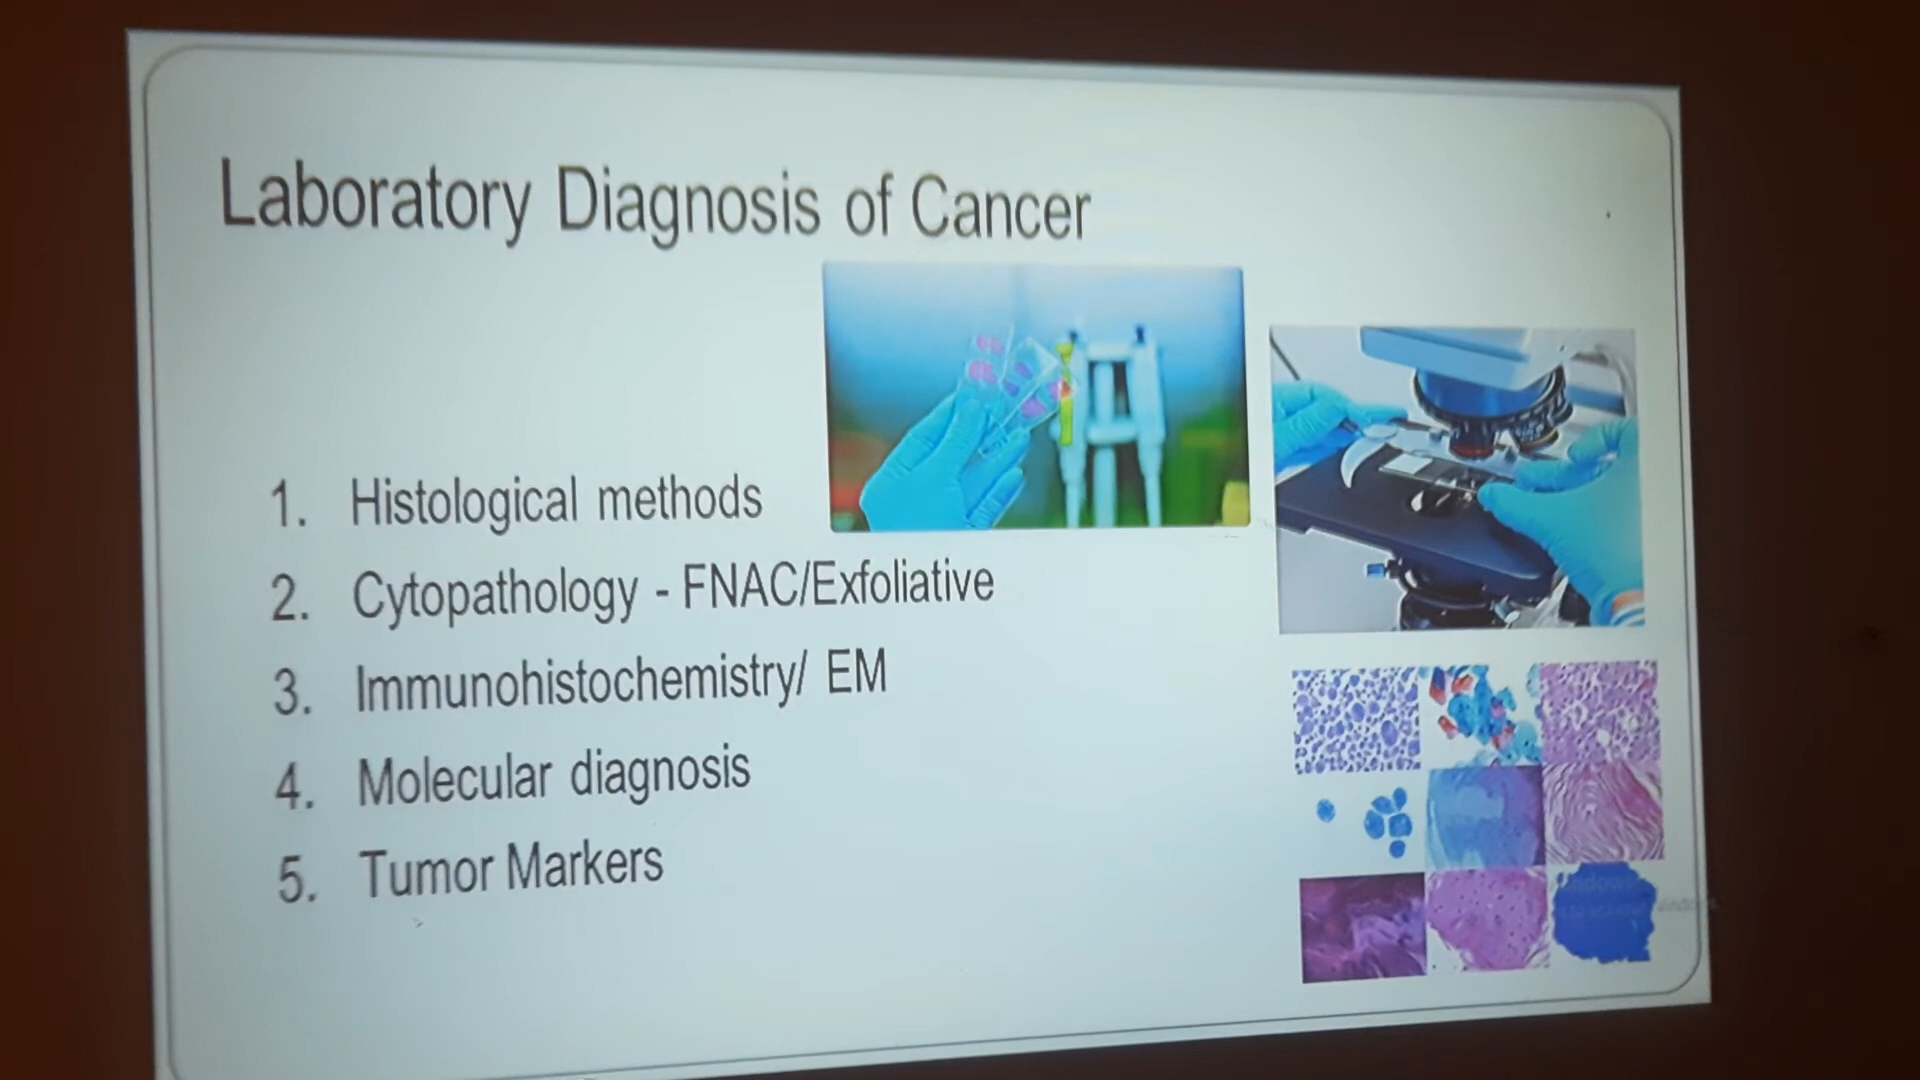 Laboratory Diagnosis of Cancer
1. Histological methods
2. Cytopathology - FNAC/Exfoliative
3. Immunohistochemistry/ EM
4. Molecular diagnosis
5. Tumor Markers